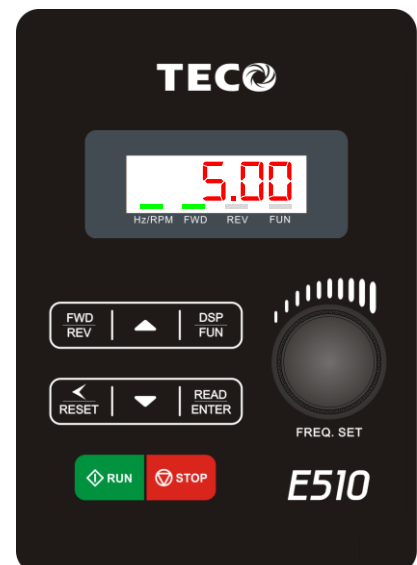 TECO
5.00
Hz/RPM FWD REV FUN
FWD
REV
DSP
FUN
RESET
READ
ENTER
FREQ. SET
RUN STOP
E510